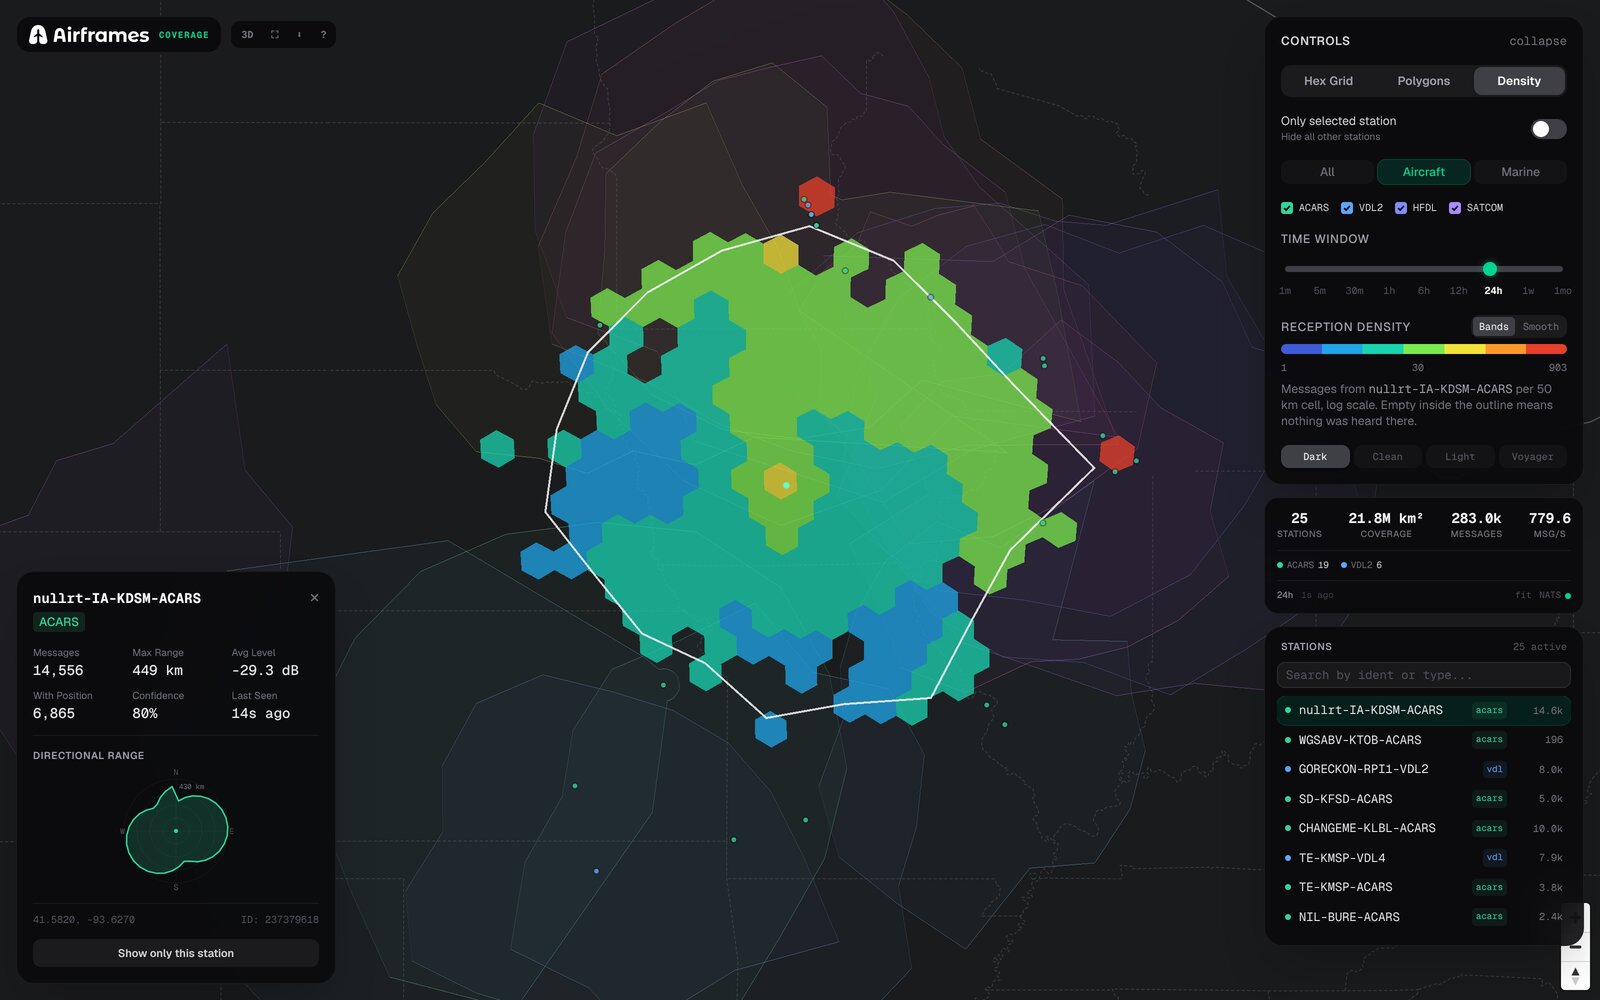 Airframes COVERAGE
3D ?
CONTROLS collapse
Hex Grid Polygons Density
Only selected station
Hide all other stations
All Aircraft Marine
ACARS VDL2 HFDL SATCOM
TIME WINDOW
1m 5m 30m 1h 6h 12h 24h 1w 1mo
RECEPTION DENSITY Bands Smooth
1 30 903
Messages from nullrt-IA-KDSM-ACARS per 50
km cell, log scale. Empty inside the outline means
nothing was heard there.
Dark Clean Light Voyager
25 21.8M km² 283.0k 779.6
STATIONS COVERAGE MESSAGES MSG/S
ACARS 19 VDL2 6
24h 1s ago fit NATS
STATIONS 25 active
Search by ident or type...
nullrt-IA-KDSM-ACARS acars 14.6k
WGSABV-KTOB-ACARS acars 196
GORECKON-RPI1-VDL2 vdl 8.0k
SD-KFSD-ACARS acars 5.0k
CHANGEME-KLBL-ACARS acars 10.0k
TE-KMSP-VDL4 vdl 7.9k
TE-KMSP-ACARS acars 3.8k
NIL-BURE-ACARS acars 2.4k
nullrt-IA-KDSM-ACARS ×
ACARS
Messages Max Range Avg Level
14,556 449 km -29.3 dB
With Position Confidence Last Seen
6,865 80% 14s ago
DIRECTIONAL RANGE
N
430 km
W E
S
41.5820, -93.6270 ID: 237379618
Show only this station